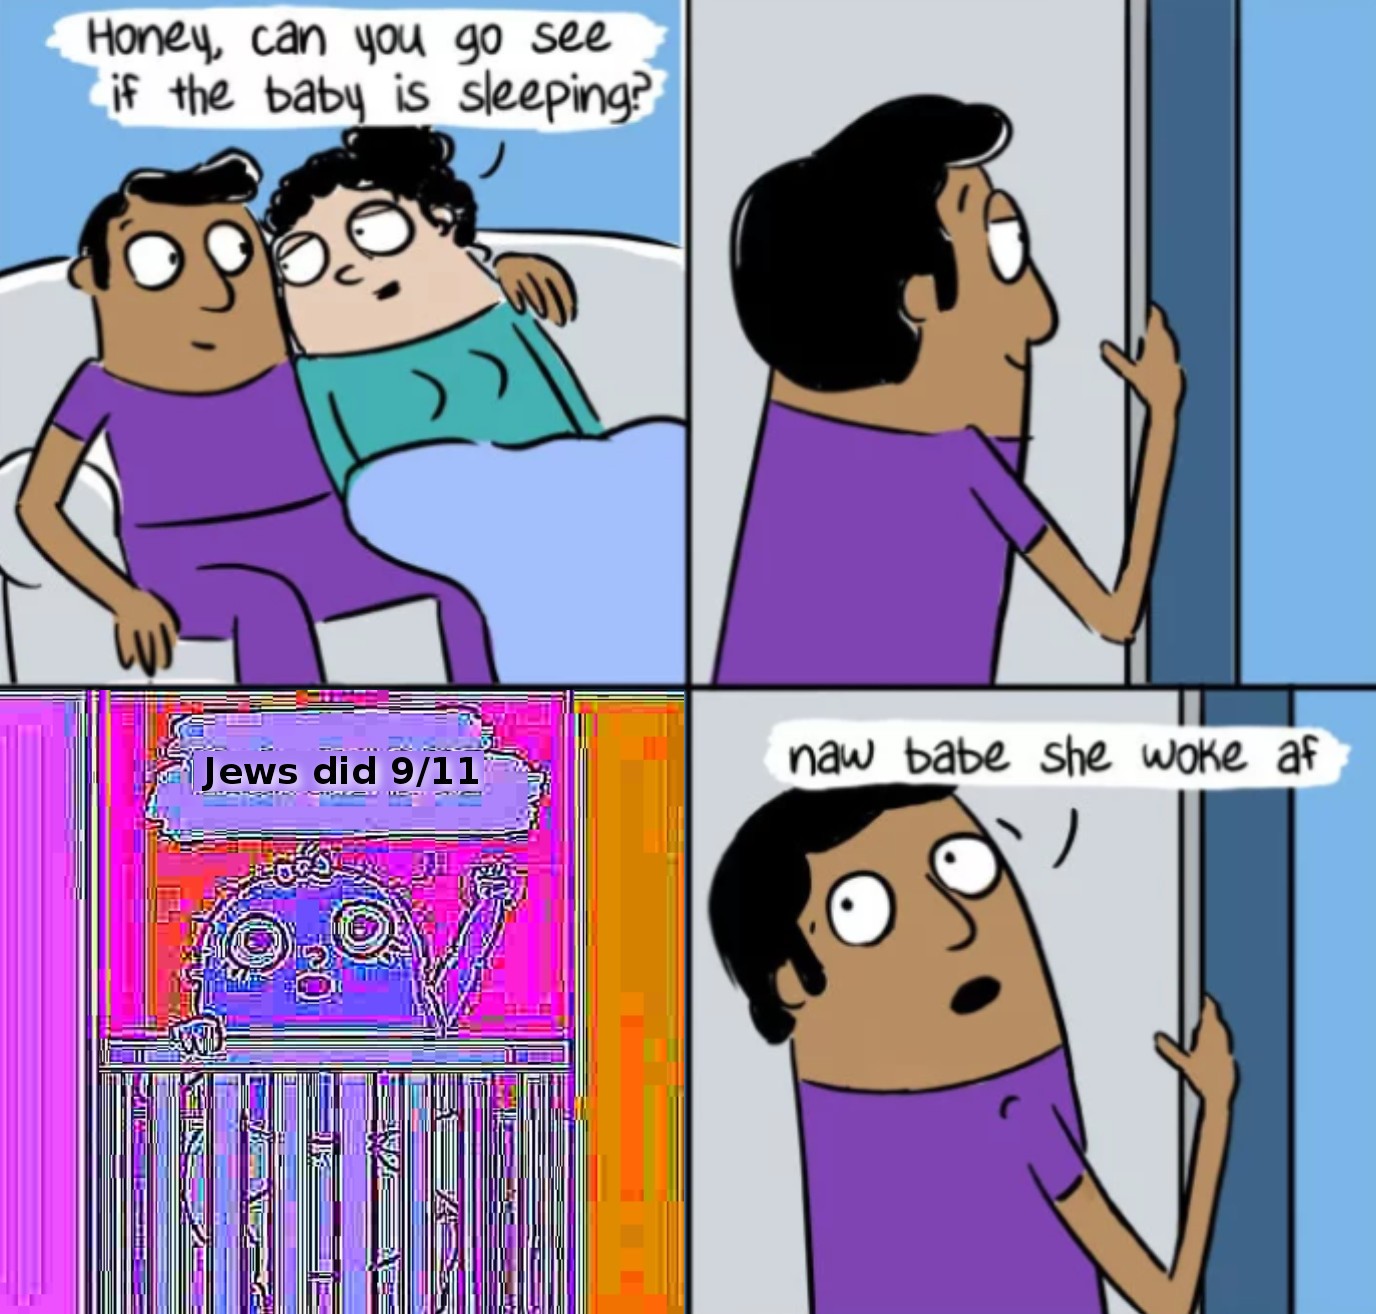 Honey, can you go see
if the baby is sleeping?
Jews did 9/11
naw babe she woke af